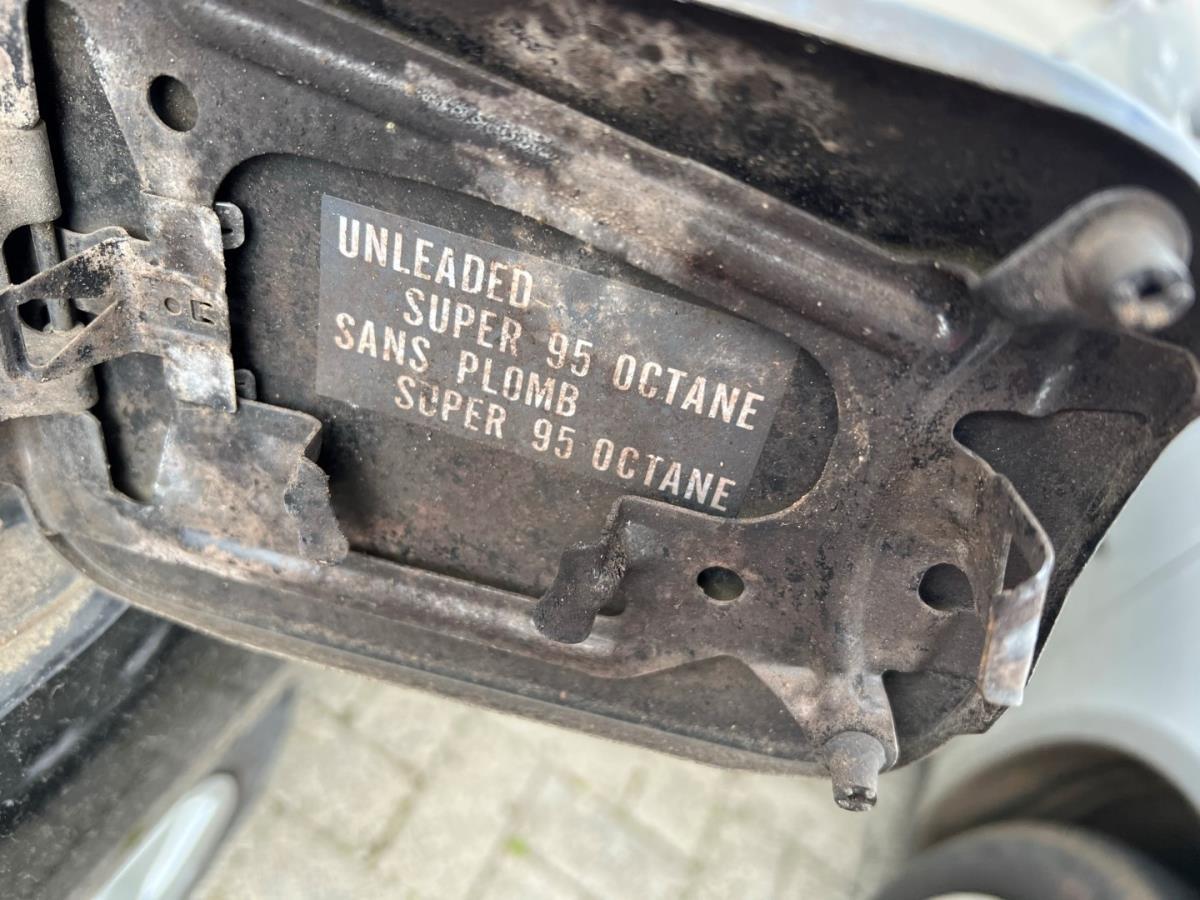 UNLEADED
SUPER 95 OCTANE
SANS PLOMB
SUPER 95 OCTANE
E